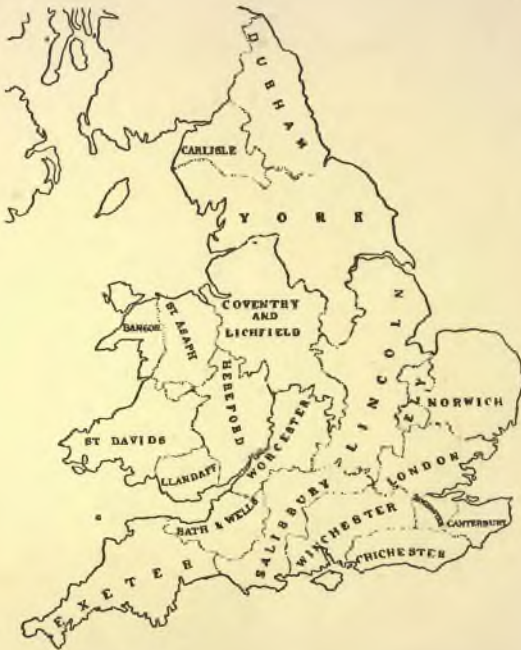 DURHAM
CARLISLE
YORK
COVENTRY
AND
LICHFIELD
BANGOR
ST ASAPH
HEREFORD
WORCESTER
LINCOLN
ELY
NORWICH
ST DAVIDS
LLANDAFF
LONDON
BATH & WELLS
SALISBURY
WINCHESTER
CANTERBURY
CHICHESTER
EXETER